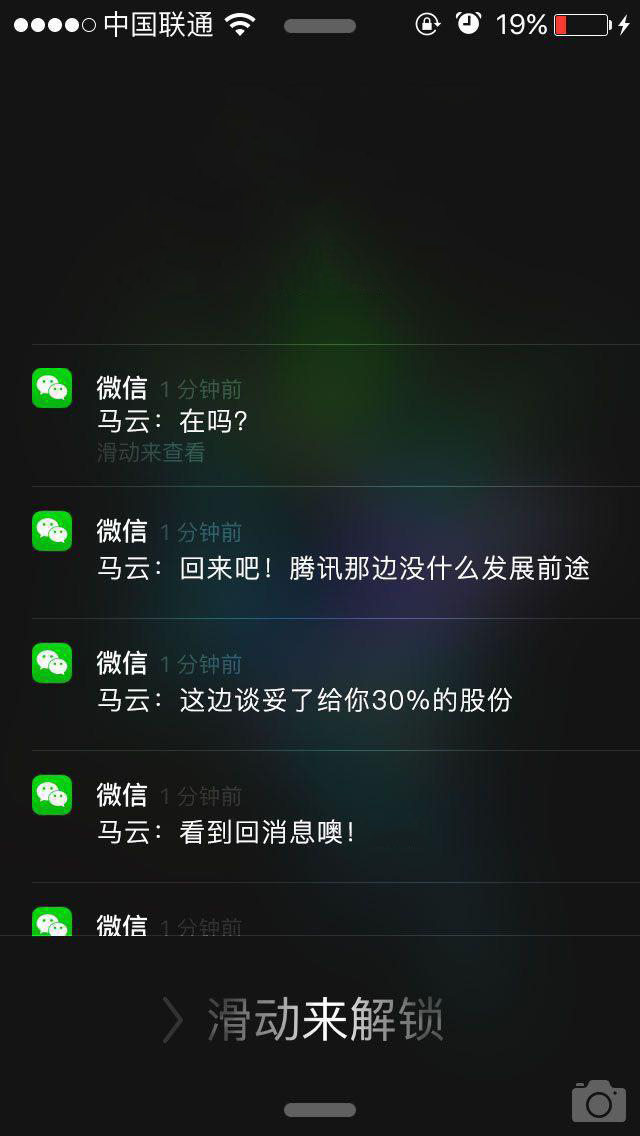 中国联通 19%
微信 1 分钟前
马云：在吗?
滑动来查看
微信 1 分钟前
马云：回来吧！腾讯那边没什么发展前途
微信 1 分钟前
马云：这边谈妥了给你30%的股份
微信 1 分钟前
马云：看到回消息噢！
微信 1 分钟前
滑动来解锁